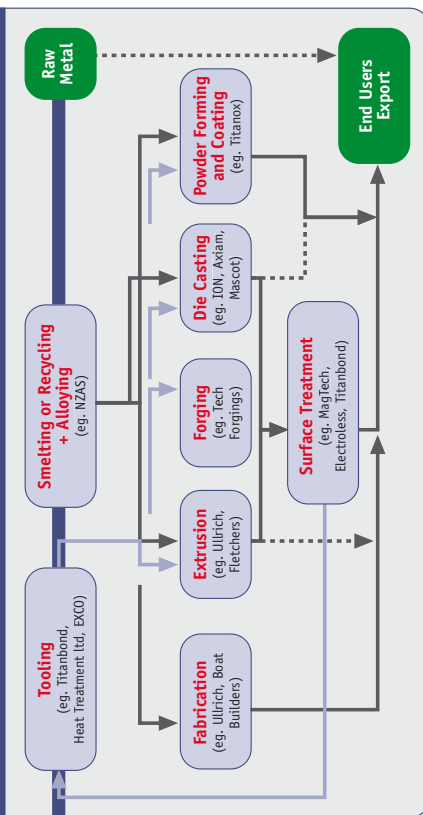 Tooling
(eg. Titanbond,
Heat Treatment ltd, EXCO)
Smelting or Recycling
+ Alloying
(eg. NZAS)
Raw
Metal
Fabrication
(eg. Ullrich, Boat
Builders)
Extrusion
(eg. Ullrich,
Fletchers)
Forging
(eg. Tech
Forgings)
Die Casting
(eg. ION, Axiam,
Mascot)
Powder Forming
and Coating
(eg. Titanox)
Surface Treatment
(eg. MagTech,
Electroless, Titanbond)
End Users
Export